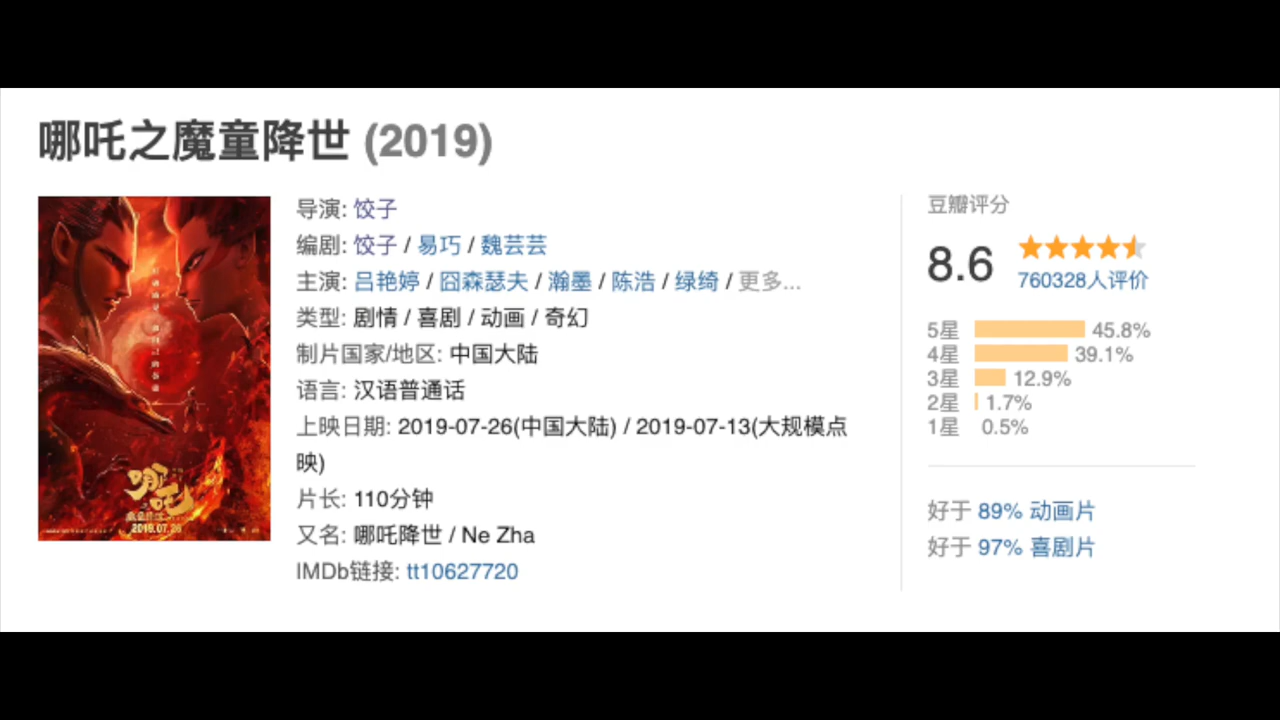 哪吒之魔童降世 (2019)
哪吒
2019.07.26
导演: 饺子
编剧: 饺子 / 易巧 / 魏芸芸
主演: 吕艳婷 / 囧森瑟夫 / 瀚墨 / 陈浩 / 绿绮 / 更多...
类型: 剧情 / 喜剧 / 动画 / 奇幻
制片国家/地区: 中国大陆
语言: 汉语普通话
上映日期: 2019-07-26(中国大陆) / 2019-07-13(大规模点
映)
片长: 110分钟
又名: 哪吒降世 / Ne Zha
IMDb链接: tt10627720
豆瓣评分
8.6
760328人评价
5星 45.8%
4星 39.1%
3星 12.9%
2星 1.7%
1星 0.5%
好于 89% 动画片
好于 97% 喜剧片